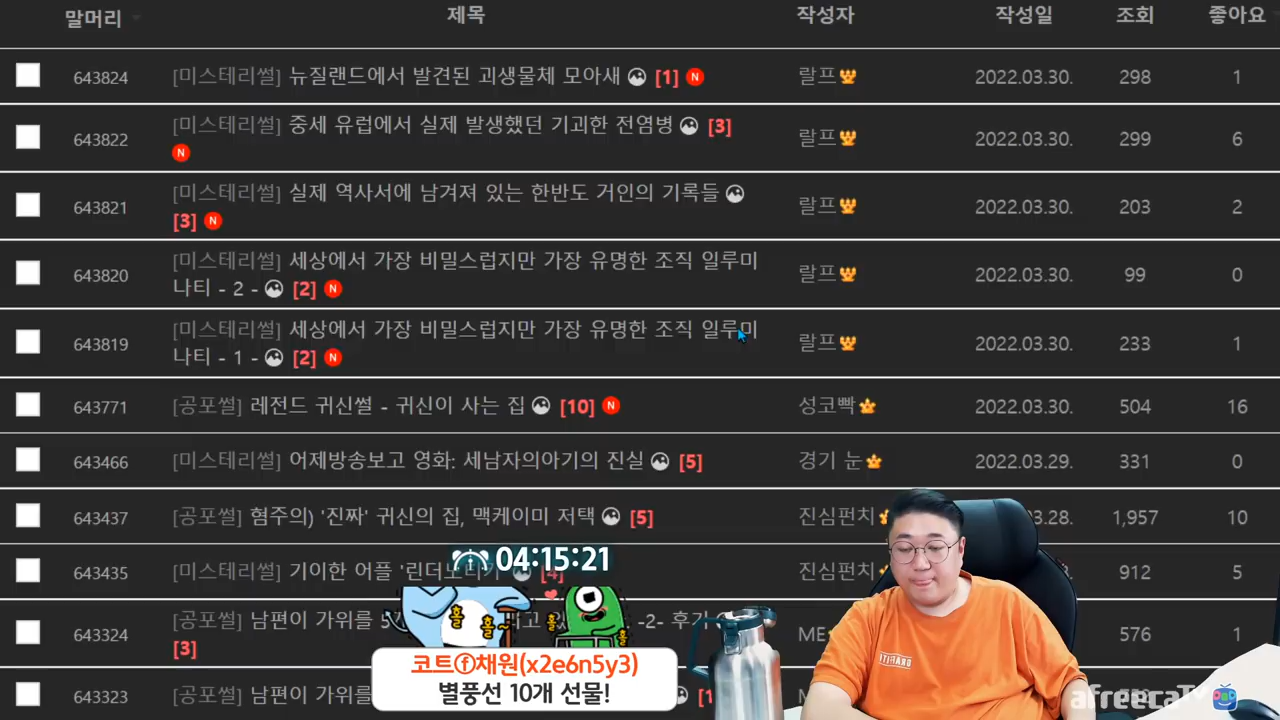 말머리 제목 작성자 작성일 조회 좋아요
643824 [미스테리썰] 뉴질랜드에서 발견된 괴생물체 모아새 [1] N 랄프 2022.03.30. 298 1
643822 [미스테리썰] 중세 유럽에서 실제 발생했던 기괴한 전염병 [3] 랄프 2022.03.30. 299 6
N
643821 [미스테리썰] 실제 역사서에 남겨져 있는 한반도 거인의 기록들 랄프 2022.03.30. 203 2
[3] N
643820 [미스테리썰] 세상에서 가장 비밀스럽지만 가장 유명한 조직 일루미 랄프 2022.03.30. 99 0
나티 - 2 - [2] N
643819 [미스테리썰] 세상에서 가장 비밀스럽지만 가장 유명한 조직 일루미 랄프 2022.03.30. 233 1
나티 - 1 - [2] N
643771 [공포썰] 레전드 귀신썰 - 귀신이 사는 집 [10] N 성코빡 2022.03.30. 504 16
643466 [미스테리썰] 어제방송보고 영화: 세남자의아기의 진실 [5] 경기 눈 2022.03.29. 331 0
643437 [공포썰] 혐주의) '진짜' 귀신의 집, 맥케이미 저택 [5] 진심펀치 03.28. 1,957 10
04:15:21
643435 [미스테리썰] 기이한 어플 [4] 진심펀치 912 5
643324 [공포썰] 남편이 가위를 -2- 후기 576 1
[3]
홀 홀~ 홀 홀
코트ⓕ채원(x2e6n5y3)
별풍선 10개 선물!
643323 [공포썰] 남편이 가위를
GRAFITI
afreecaTV